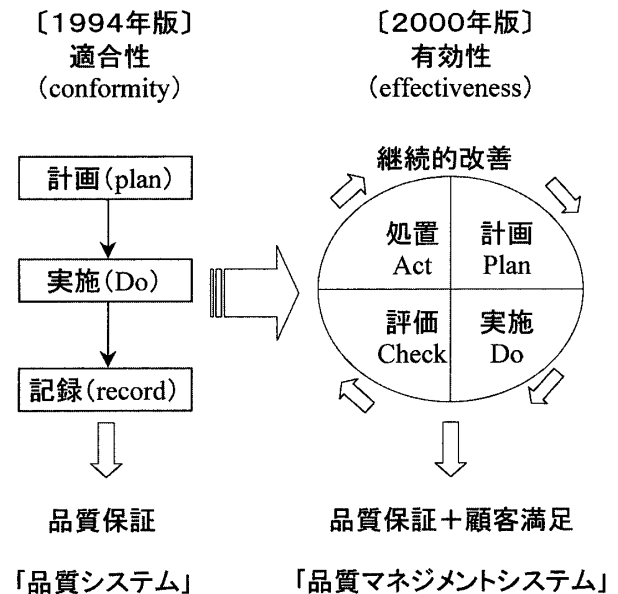 〔1994年版〕
適合性
(conformity)
計画(plan)
実施(Do)
記録(record)
品質保証
「品質システム」
〔2000年版〕
有効性
(effectiveness)
継続的改善
処置
Act
計画
Plan
評価
Check
実施
Do
品質保証＋顧客満足
「品質マネジメントシステム」